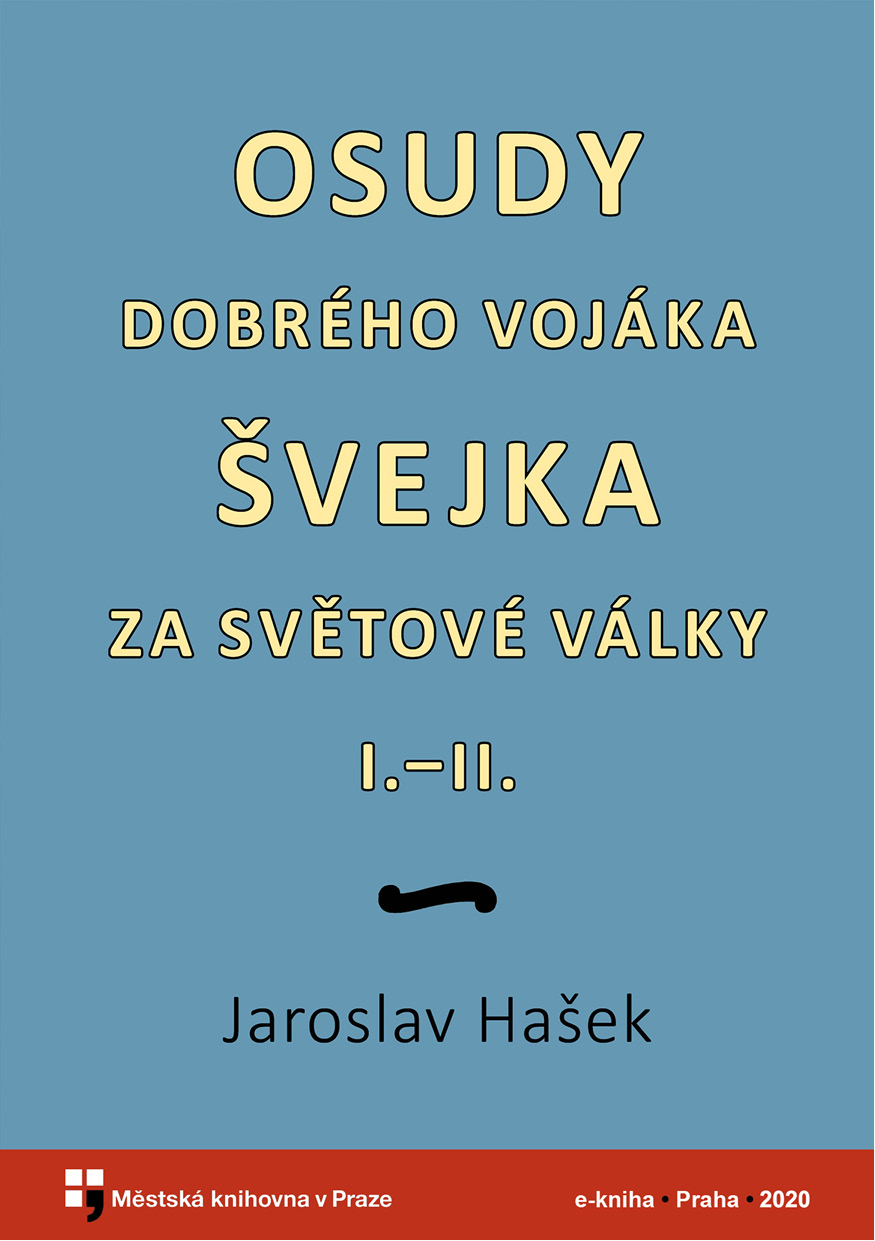 OSUDY
DOBRÉHO VOJÁKA
ŠVEJKA
ZA SVĚTOVÉ VÁLKY
I.–II.
Jaroslav Hašek
Městská knihovna v Praze
e-kniha • Praha • 2020